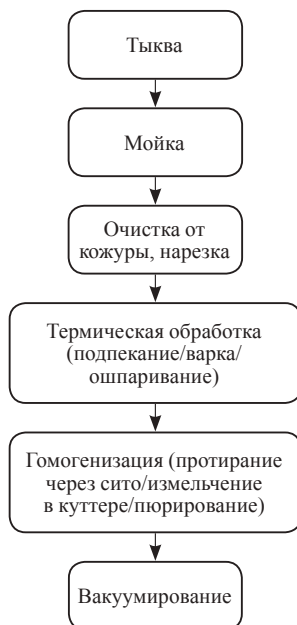 Тыква
Мойка
Очистка от
кожуры, нарезка
Термическая обработка
(подпекание/варка/
ошпаривание)
Гомогенизация (протирание
через сито/измельчение
в куттере/пюрирование)
Вакуумирование